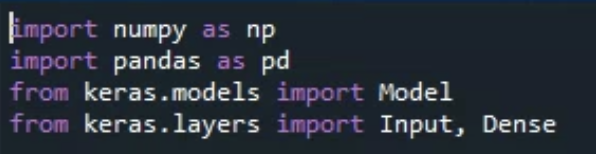 import numpy as np
import pandas as pd
from keras.models import Model
from keras.layers import Input, Dense